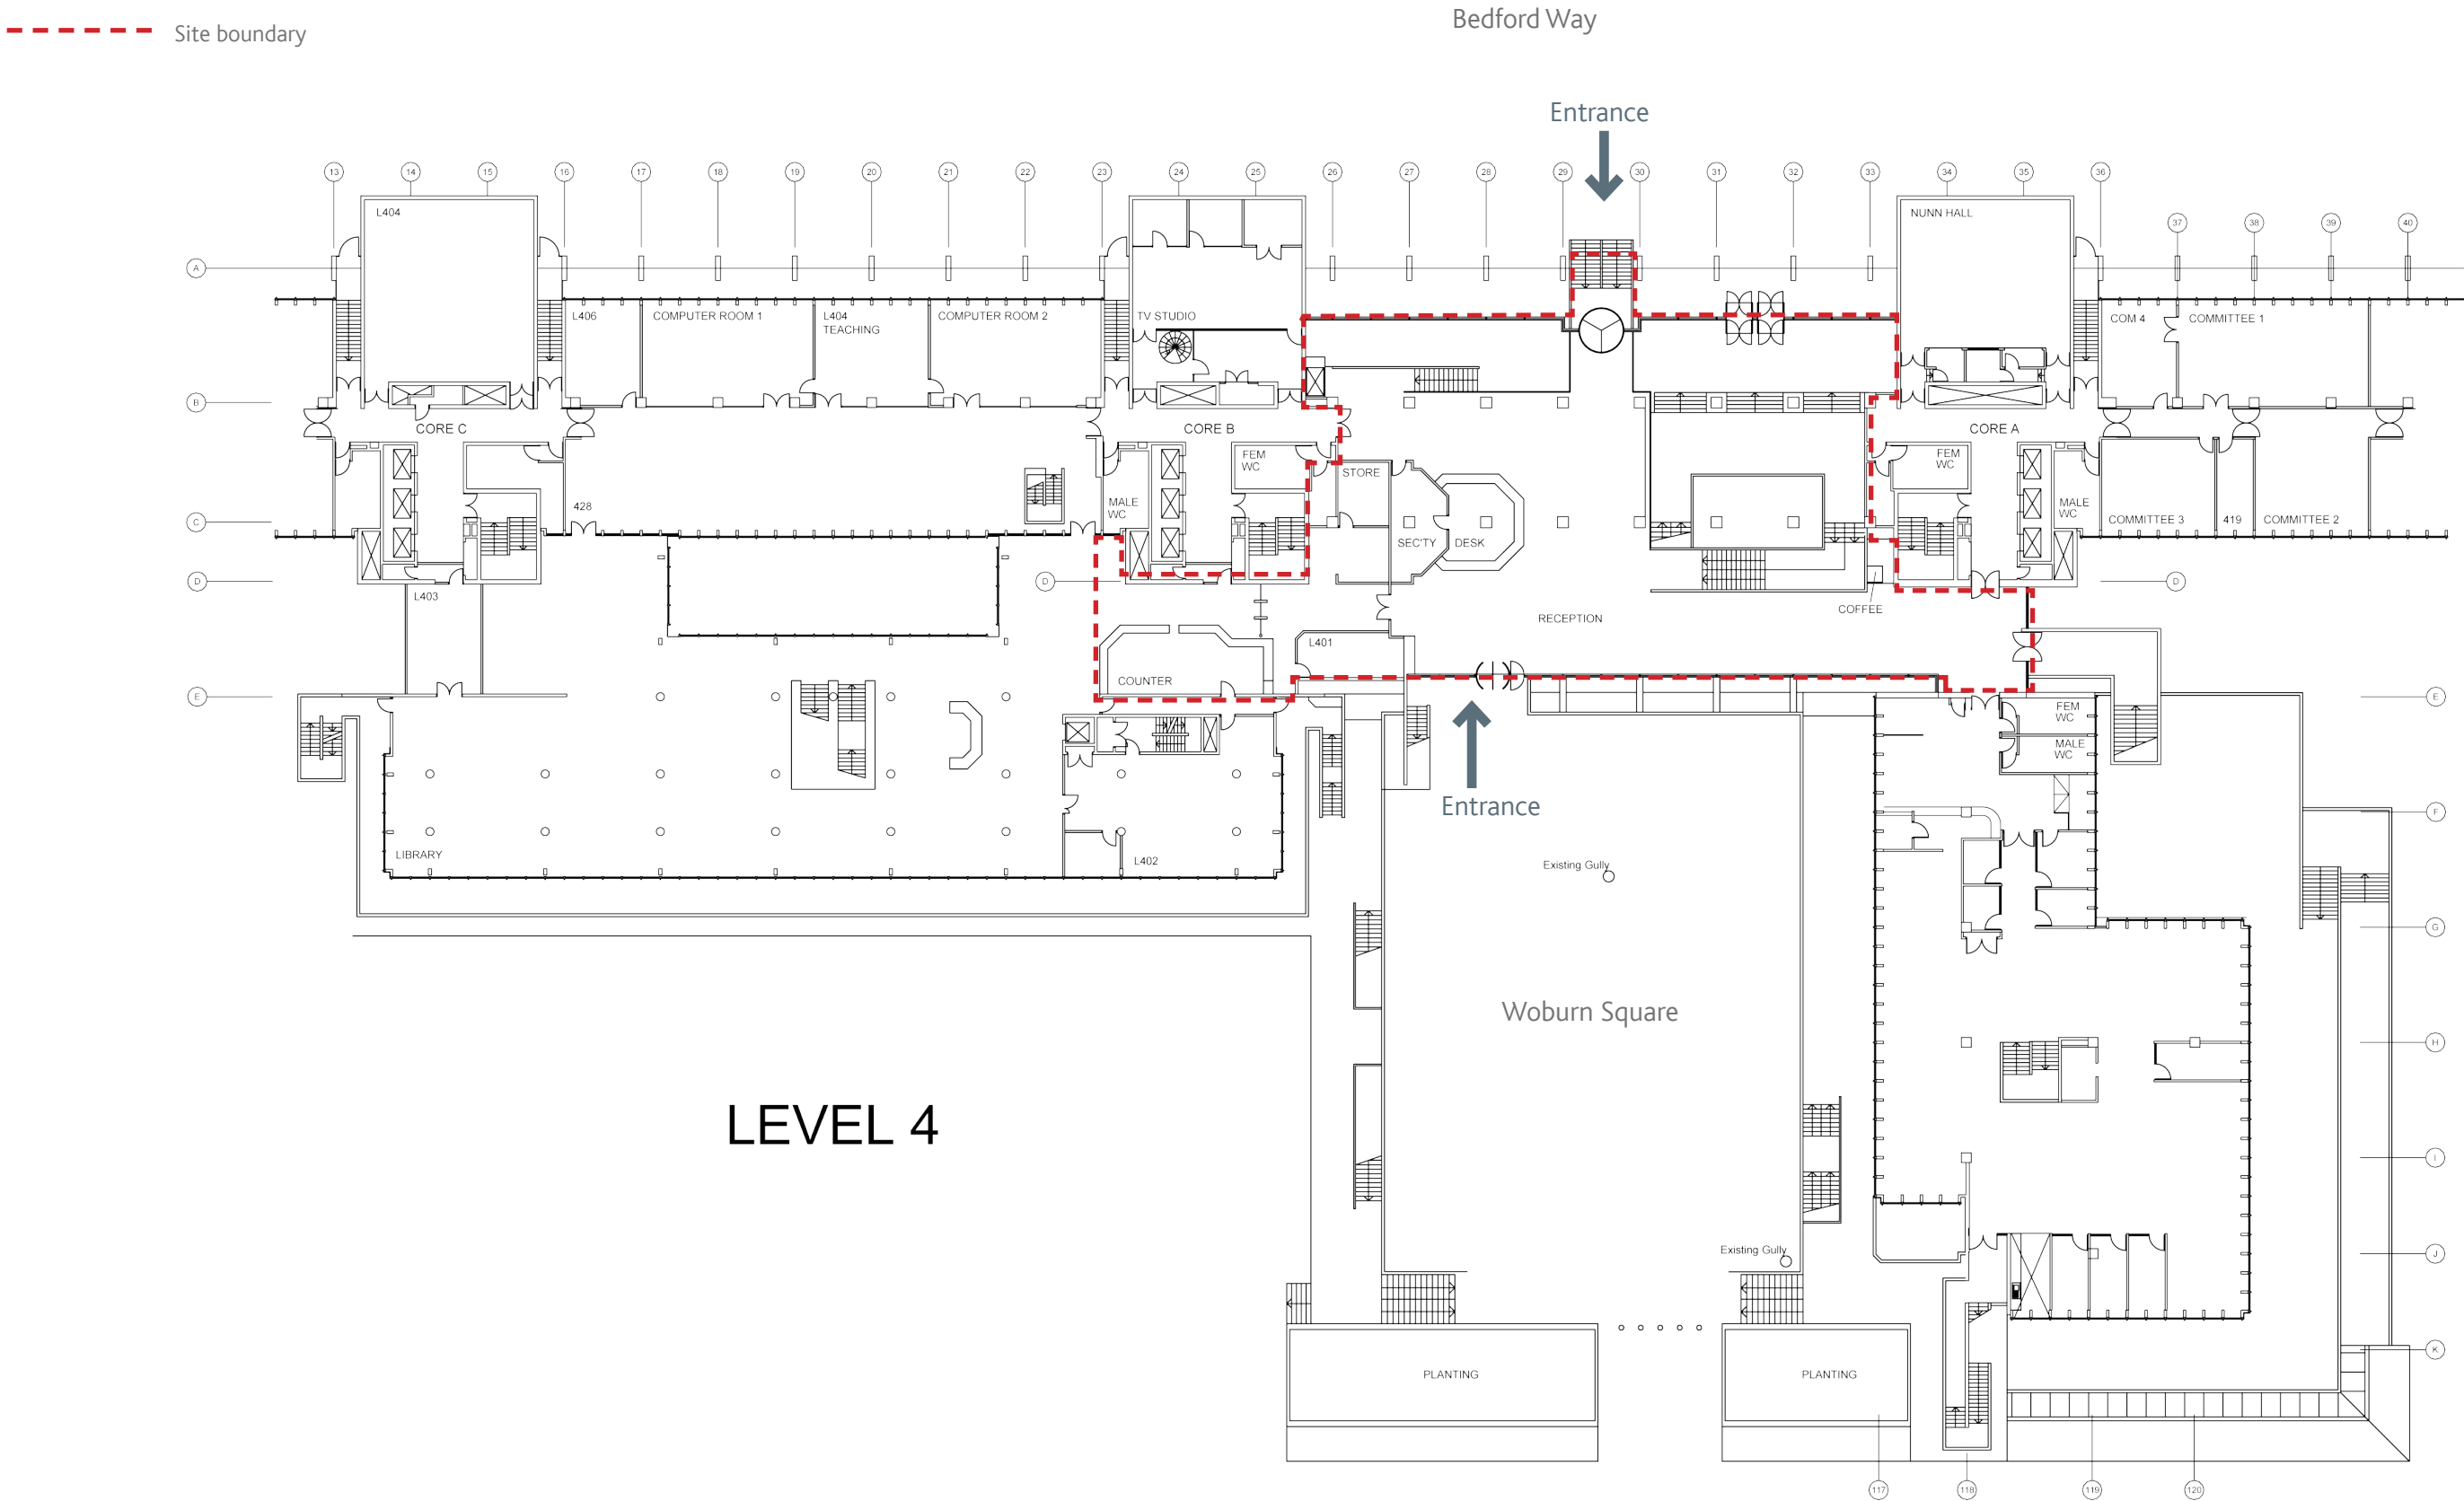 Bedford Way
Site boundary
Entrance
13
14
15
16
17
18
19
20
21
22
23
24
25
26
27
28
29
30
31
32
33
34
35
36
37
38
39
40
A
L404
NUNN HALL
L406
COMPUTER ROOM 1
L404
TEACHING
COMPUTER ROOM 2
TV STUDIO
COM 4
COMMITTEE 1
B
CORE C
CORE B
CORE A
FEM
WC
STORE
FEM
WC
428
MALE
WC
MALE
WC
C
COMMITTEE 3
419
COMMITTEE 2
SEC'TY
DESK
D
D
D
L403
COFFEE
RECEPTION
L401
COUNTER
E
E
FEM
WC
MALE
WC
Entrance
F
LIBRARY
L402
Existing Gully
G
Woburn Square
H
LEVEL 4
I
Existing Gully
J
K
PLANTING
PLANTING
117
118
119
120